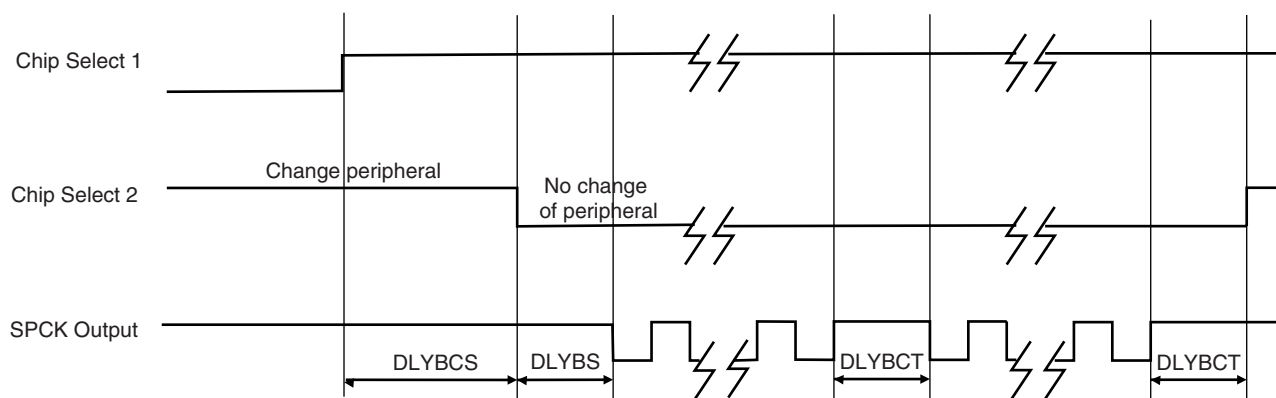 Chip Select 1
Change peripheral
Chip Select 2
No change
of peripheral
SPCK Output
DLYBCS
DLYBS
DLYBCT
DLYBCT